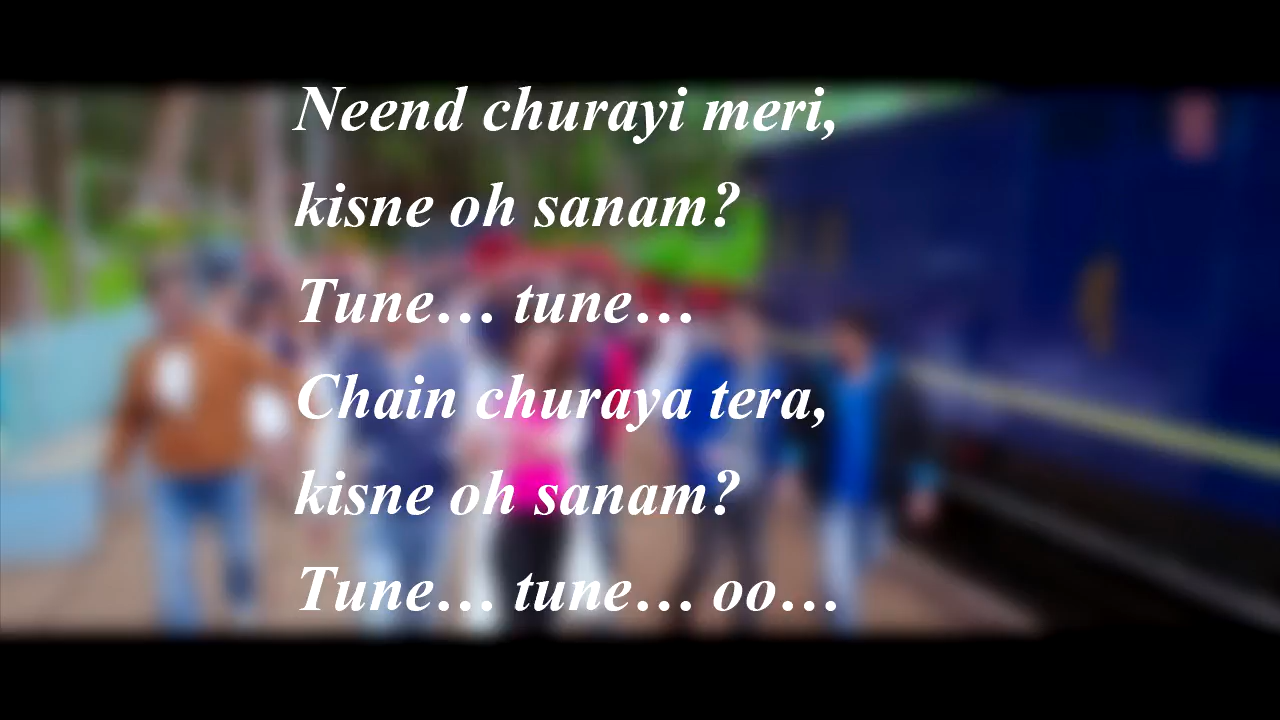 Neend churayi meri,
kisne oh sanam?
Tune… tune…
Chain churaya tera,
kisne oh sanam?
Tune… tune… oo…